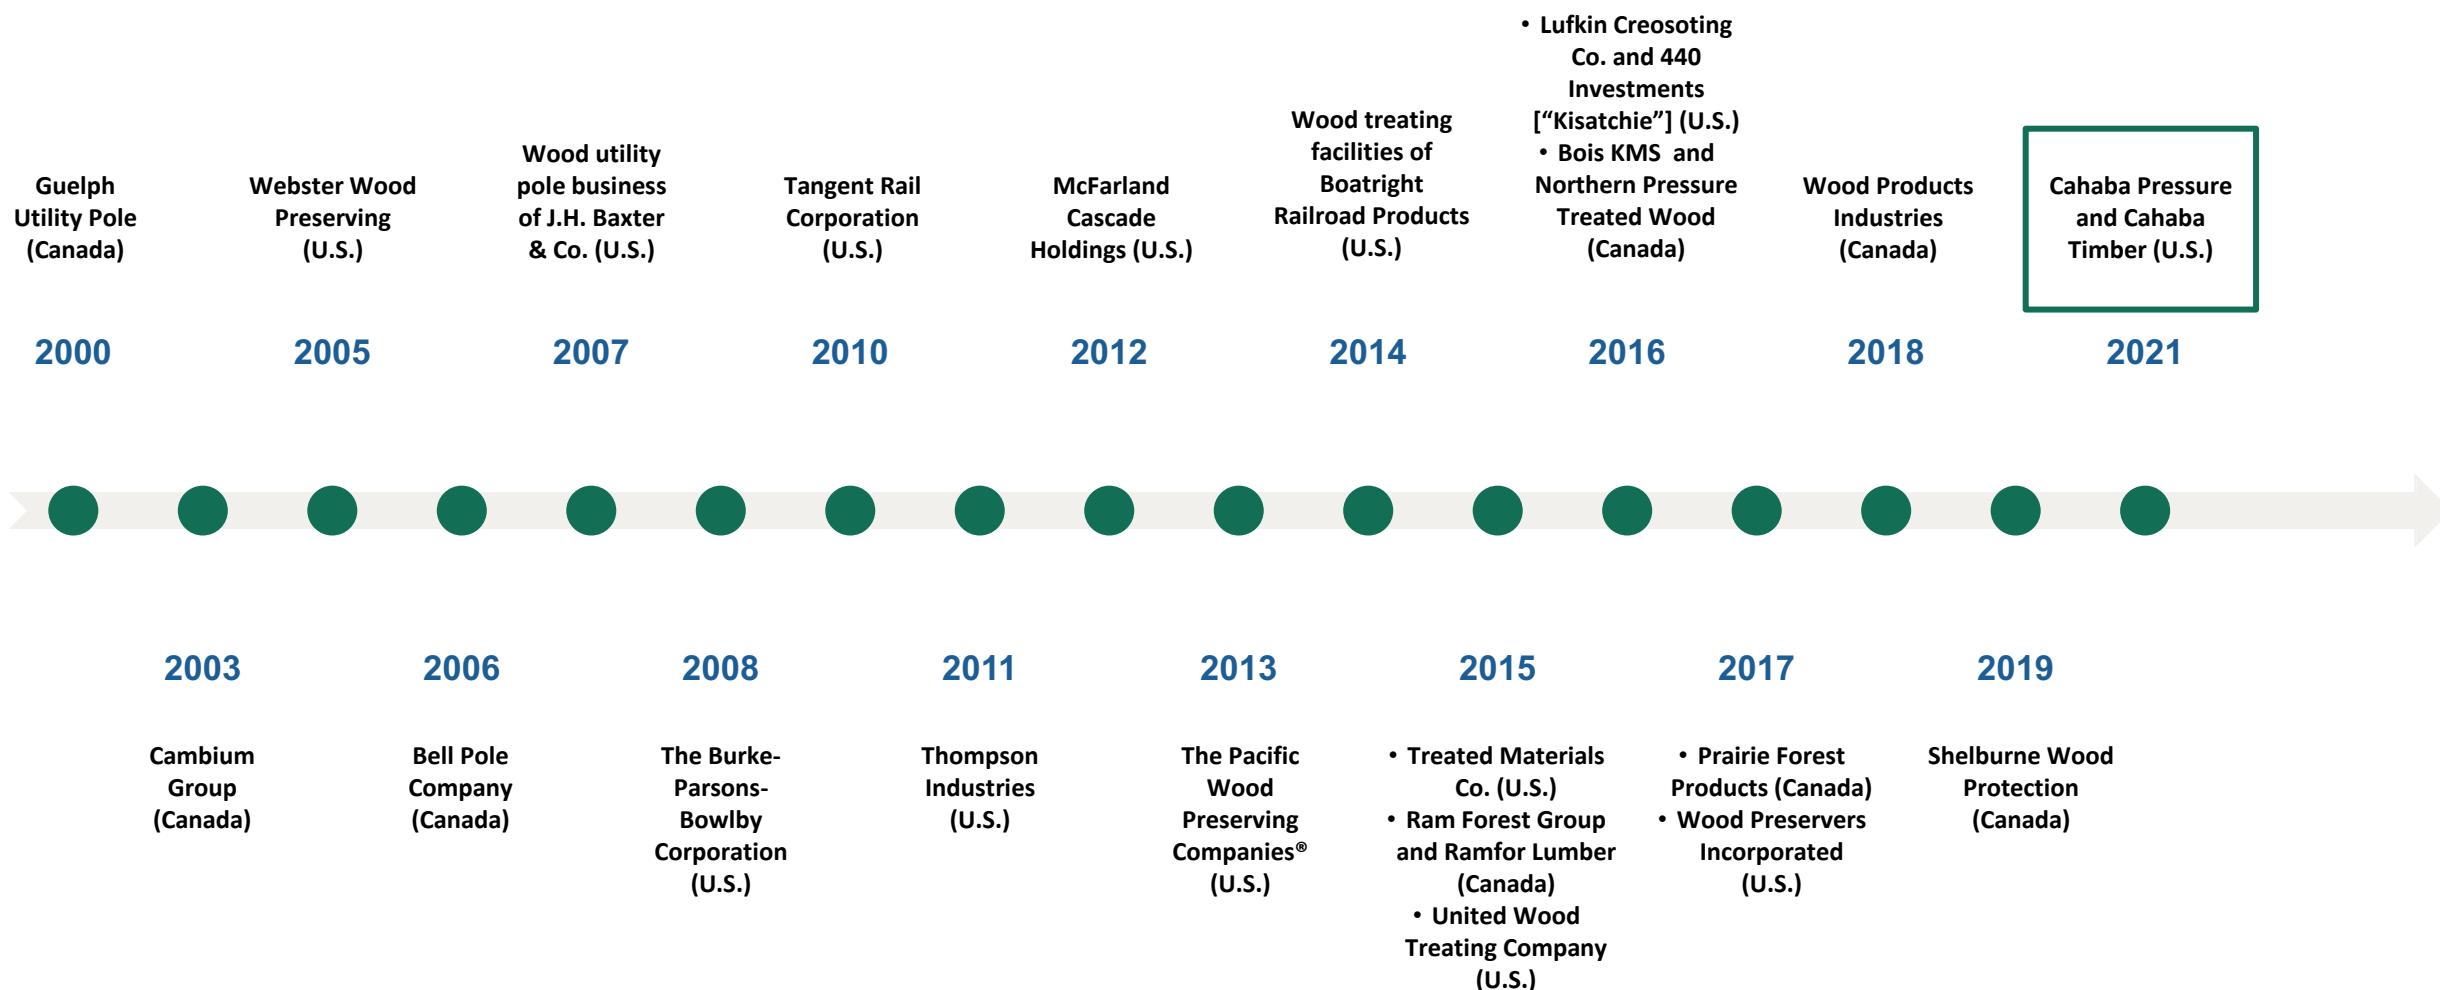 Guelph
Utility Pole
(Canada)
2000
Webster Wood
Preserving
(U.S.)
2005
Wood utility
pole business
of J.H. Baxter
& Co. (U.S.)
2007
Tangent Rail
Corporation
(U.S.)
2010
McFarland
Cascade
Holdings (U.S.)
2012
Wood treating
facilities of
Boatright
Railroad Products
(U.S.)
2014
• Lufkin Creosoting
Co. and 440
Investments
[“Kisatchie”] (U.S.)
• Bois KMS and
Northern Pressure
Treated Wood
(Canada)
2016
Wood Products
Industries
(Canada)
2018
Cahaba Pressure
and Cahaba
Timber (U.S.)
2021
2003
Cambium
Group
(Canada)
2006
Bell Pole
Company
(Canada)
2008
The Burke-
Parsons-
Bowlby
Corporation
(U.S.)
2011
Thompson
Industries
(U.S.)
2013
The Pacific
Wood
Preserving
Companies®
(U.S.)
2015
• Treated Materials
Co. (U.S.)
• Ram Forest Group
and Ramfor Lumber
(Canada)
• United Wood
Treating Company
(U.S.)
2017
• Prairie Forest
Products (Canada)
• Wood Preservers
Incorporated
(U.S.)
2019
Shelburne Wood
Protection
(Canada)